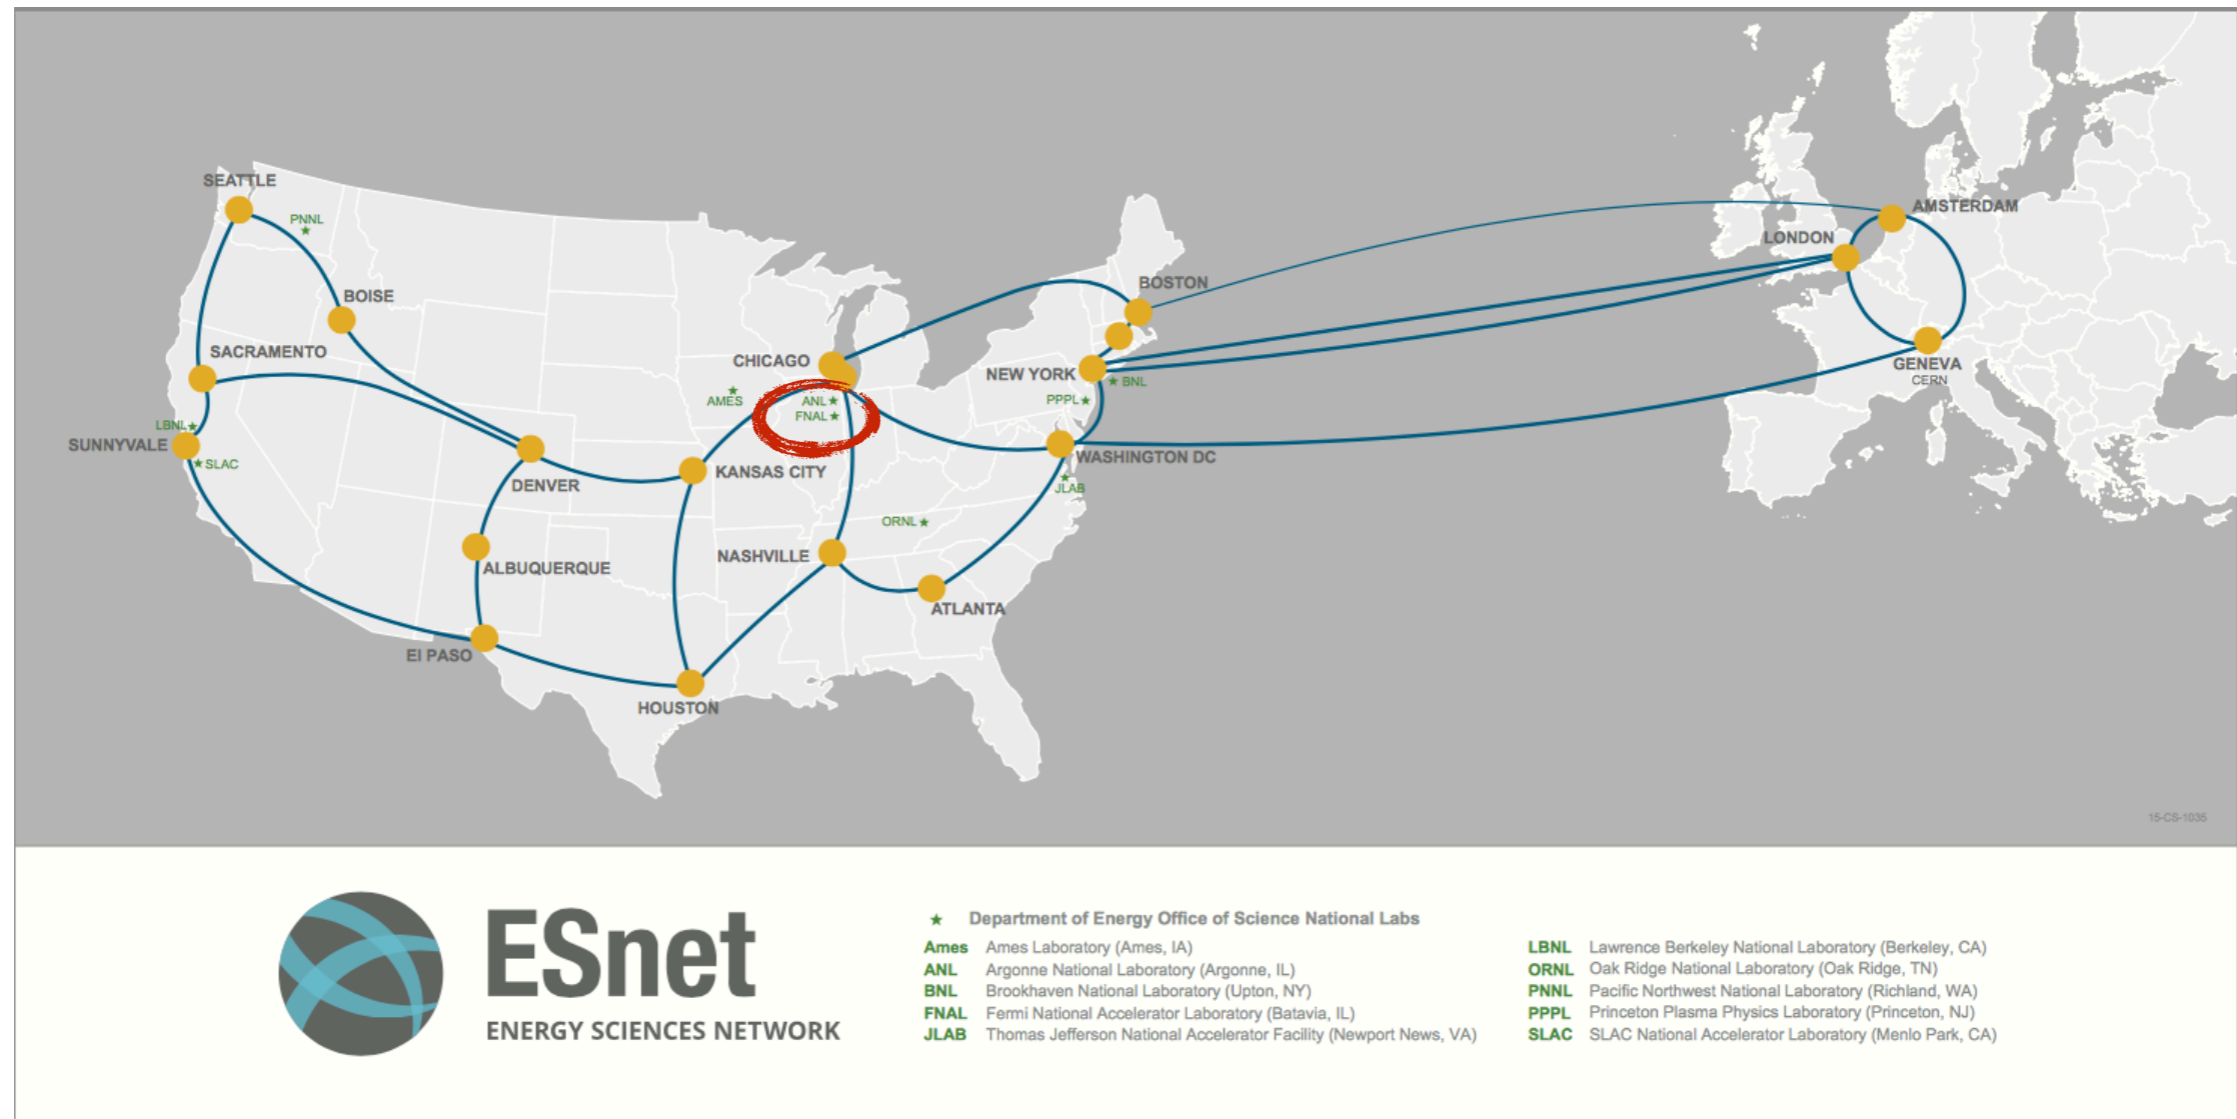 SEATTLE
PNNL
BOISE
SACRAMENTO
LBNL
SUNNYVALE
SLAC
DENVER
ALBUQUERQUE
El PASO
HOUSTON
KANSAS CITY
AMES
CHICAGO
ANL
FNAL
NASHVILLE
ORNL
ATLANTA
BOSTON
NEW YORK
BNL
PPPL
WASHINGTON DC
JLAB
AMSTERDAM
LONDON
GENEVA
CERN
15-CS-1035
ESnet
ENERGY SCIENCES NETWORK
Department of Energy Office of Science National Labs
Ames Ames Laboratory (Ames, IA)
ANL Argonne National Laboratory (Argonne, IL)
BNL Brookhaven National Laboratory (Upton, NY)
FNAL Fermi National Accelerator Laboratory (Batavia, IL)
JLAB Thomas Jefferson National Accelerator Facility (Newport News, VA)
LBNL Lawrence Berkeley National Laboratory (Berkeley, CA)
ORNL Oak Ridge National Laboratory (Oak Ridge, TN)
PNNL Pacific Northwest National Laboratory (Richland, WA)
PPPL Princeton Plasma Physics Laboratory (Princeton, NJ)
SLAC SLAC National Accelerator Laboratory (Menlo Park, CA)